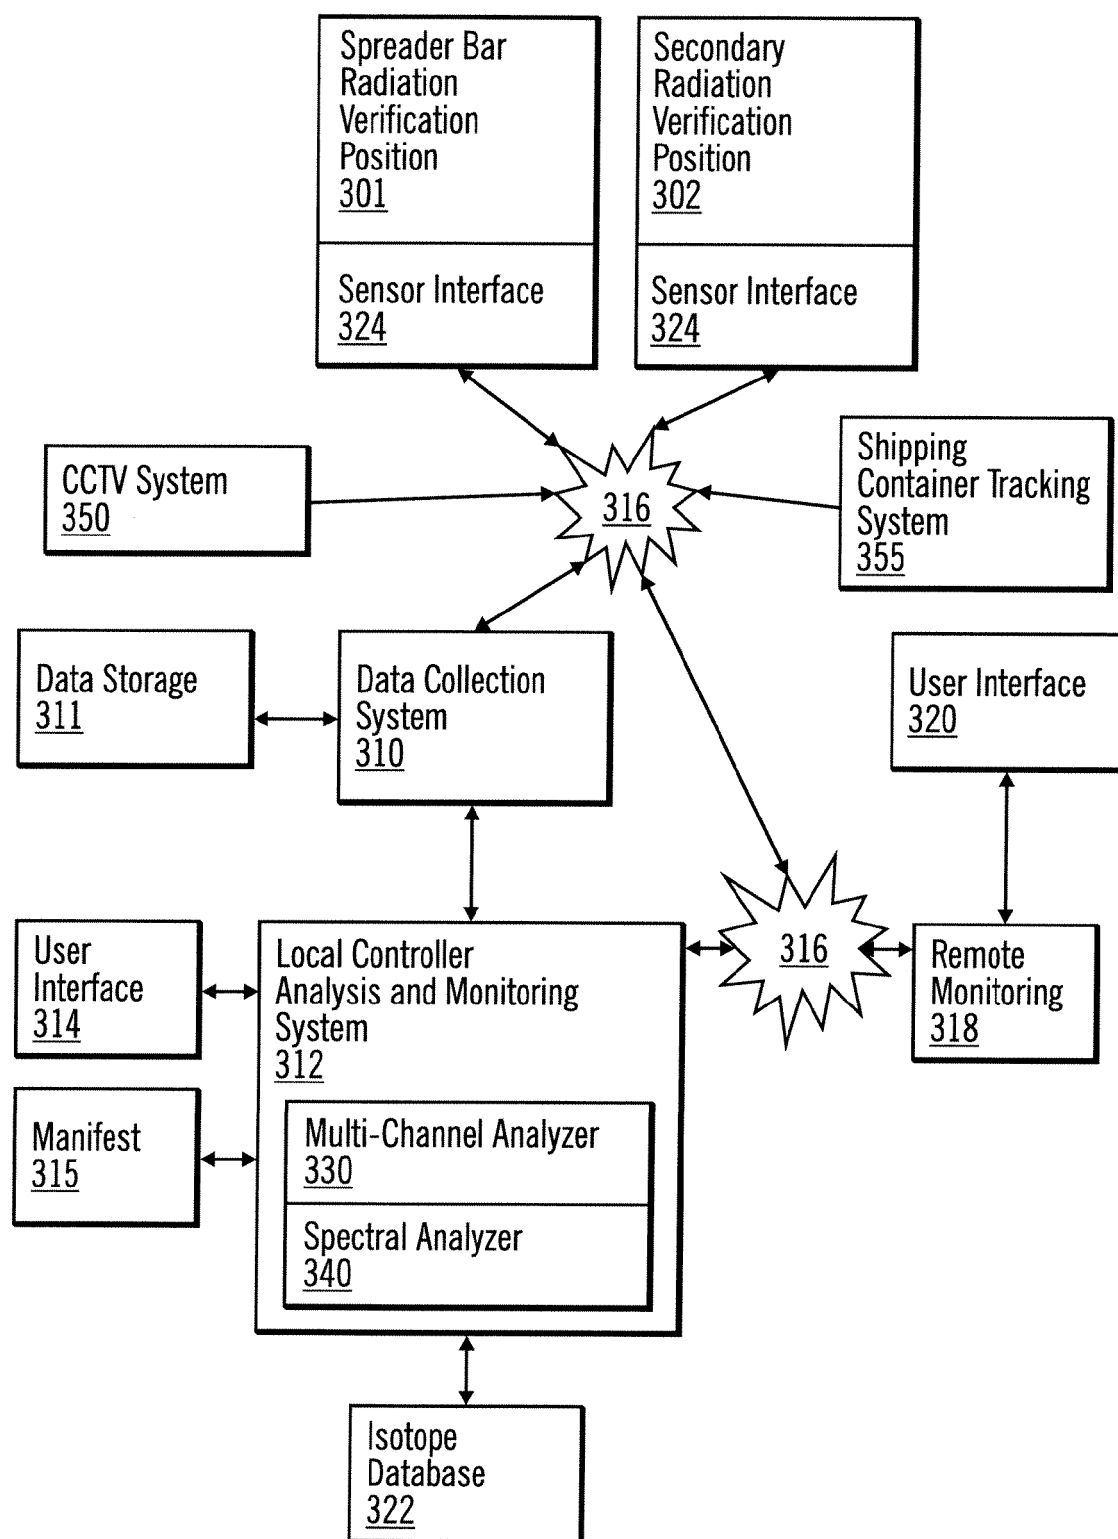 Spreader Bar
Radiation
Verification
Position
301
Sensor Interface
324
Secondary
Radiation
Verification
Position
302
Sensor Interface
324
CCTV System
350
316
Shipping
Container Tracking
System
355
Data Storage
311
Data Collection
System
310
User Interface
320
User
Interface
314
Local Controller
Analysis and Monitoring
System
312
316
Remote
Monitoring
318
Manifest
315
Multi-Channel Analyzer
330
Spectral Analyzer
340
Isotope
Database
322